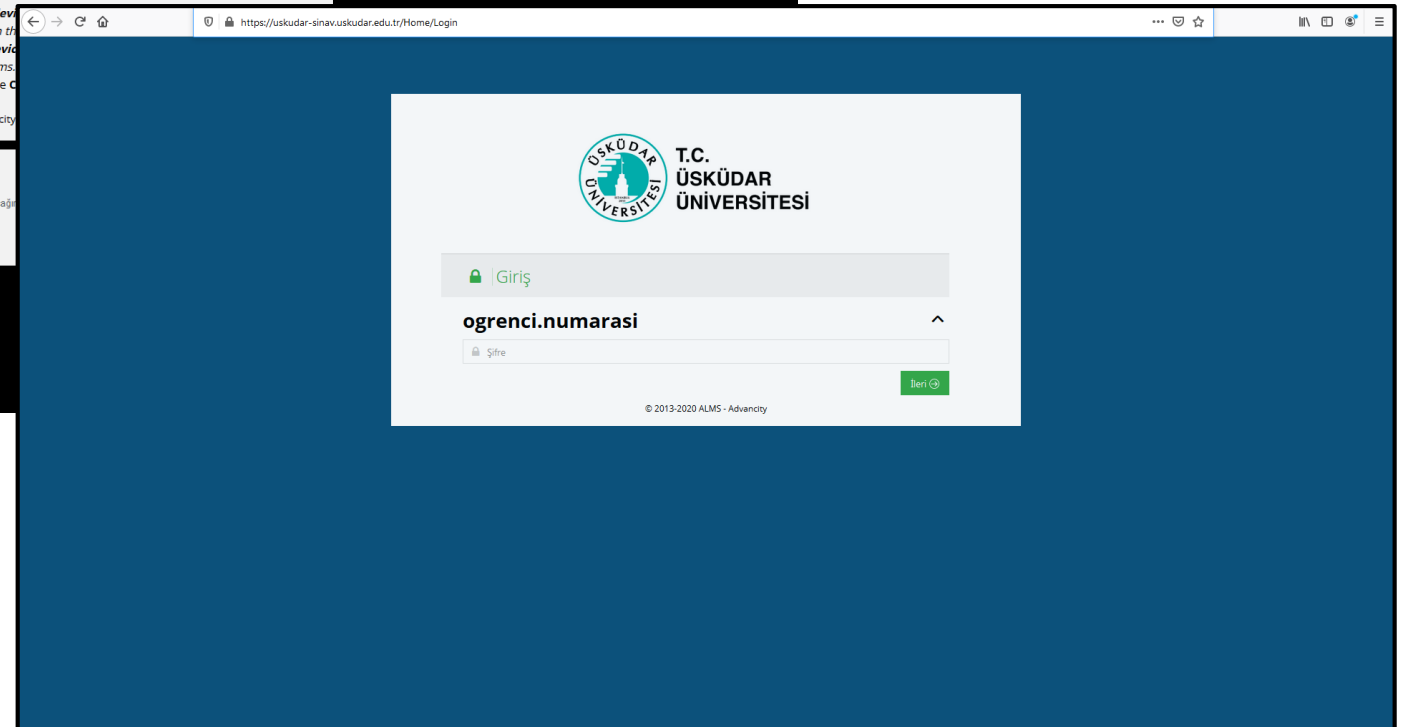 https://uskudar-sinav.uskudar.edu.tr/Home/Login
ÜSKÜDAR ÜNİVERSİTESİ
T.C.
ÜSKÜDAR
ÜNİVERSİTESİ
Giriş
ogrenci.numarasi
Şifre
İleri
© 2013-2020 ALMS - Advancity